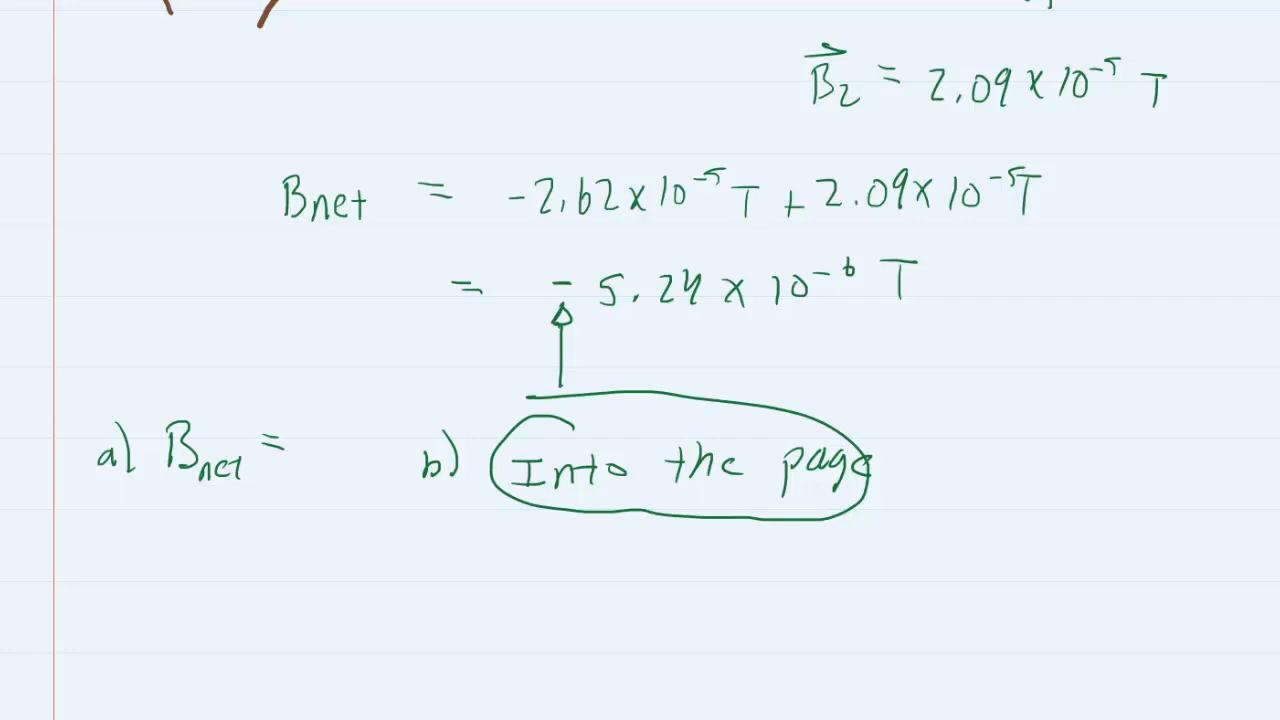 B₂ = 2.09 x 10⁻⁵ T
Bnet = -2.62 x 10⁻⁵ T + 2.09 x 10⁻⁵ T
= - 5.24 x 10⁻⁶ T
a) Bnet = b) Into the page